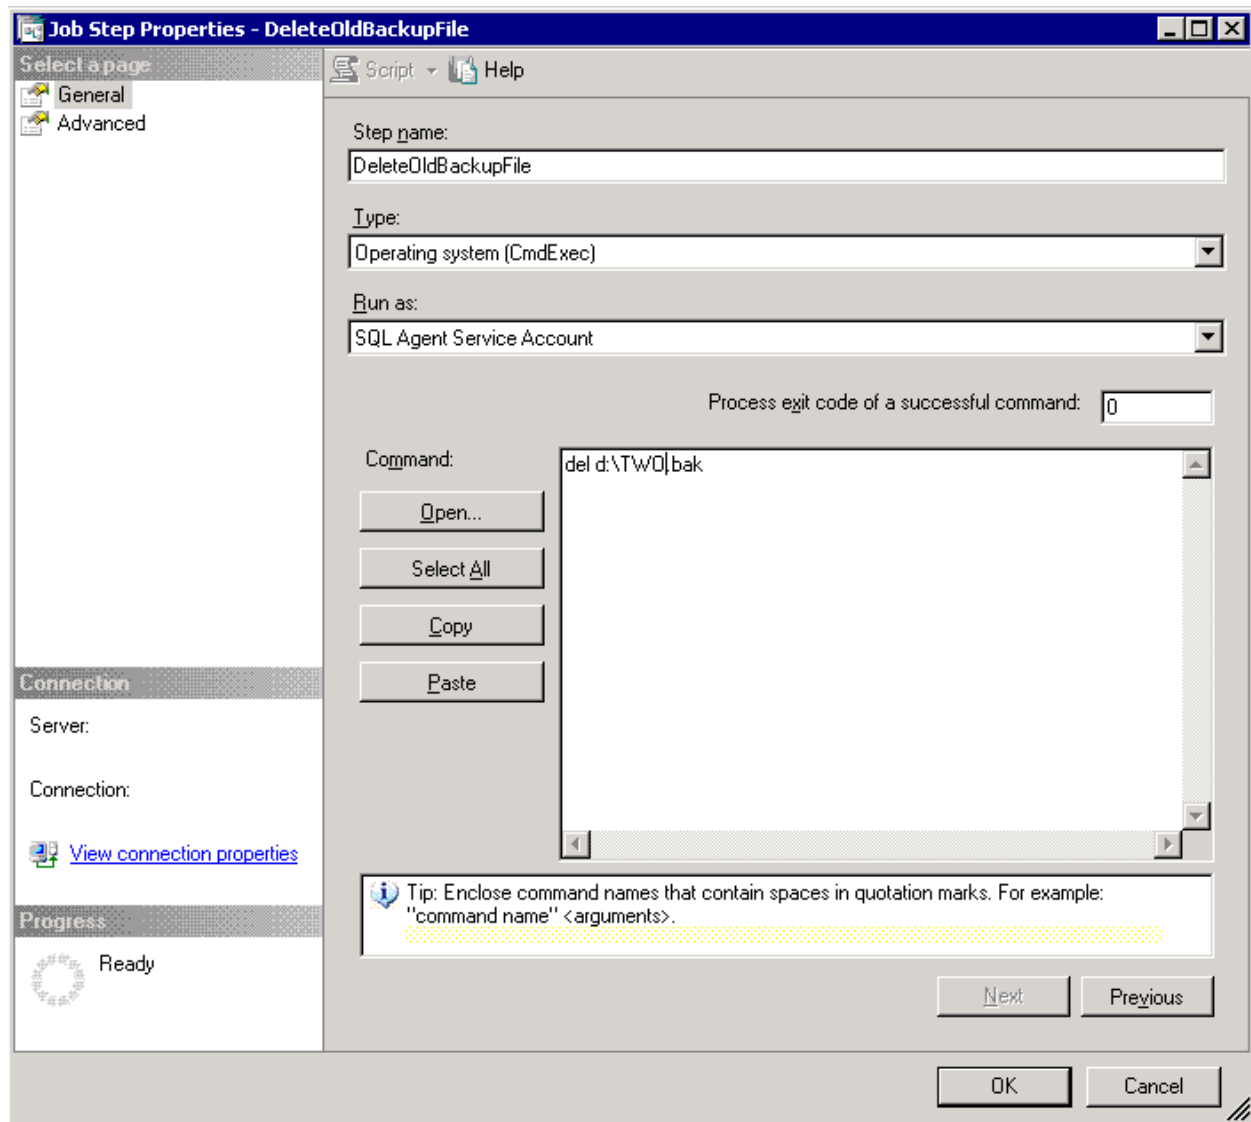 Job Step Properties - DeleteOldBackupFile
Select a page
General
Advanced
Script
Help
Step name:
DeleteOldBackupFile
Type:
Operating system (CmdExec)
Run as:
SQL Agent Service Account
Process exit code of a successful command:
0
Command:
del d:\TWO.bak
Open...
Select All
Copy
Paste
Connection
Server:
Connection:
View connection properties
Tip: Enclose command names that contain spaces in quotation marks. For example:
"command name" <arguments>.
Progress
Ready
Next
Previous
OK
Cancel